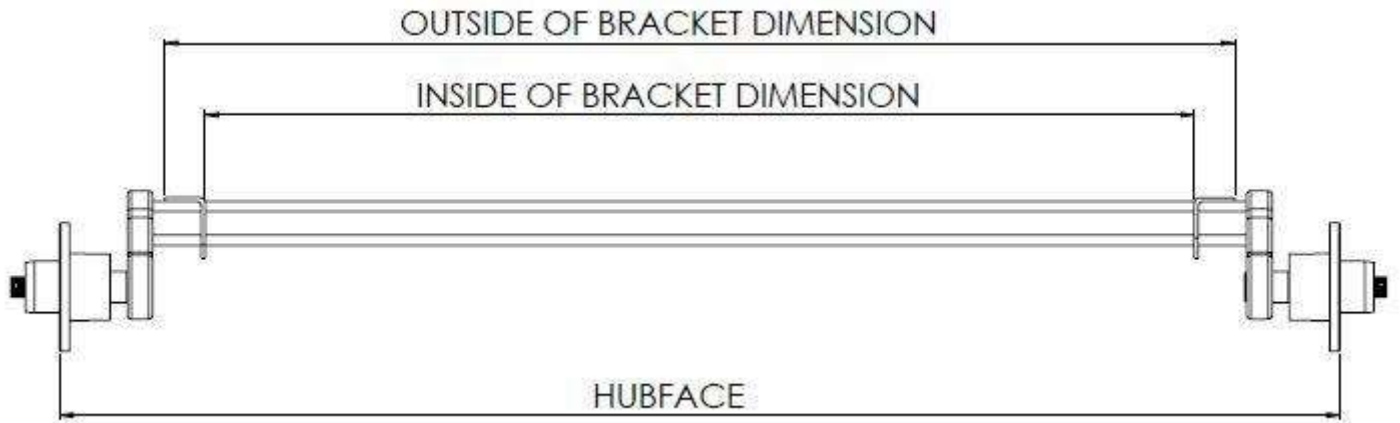 OUTSIDE OF BRACKET DIMENSION
INSIDE OF BRACKET DIMENSION
HUBFACE